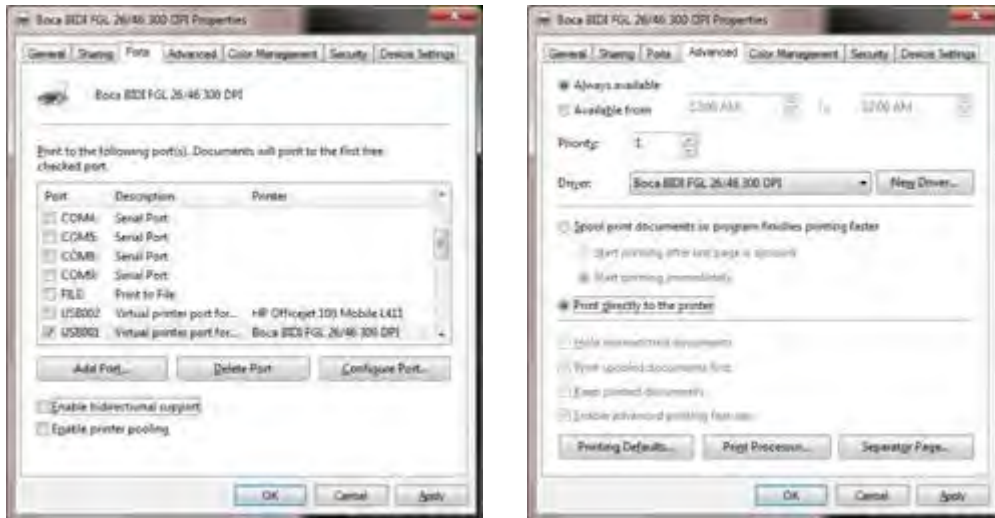 Boca BIDI FGL 26/46 300 DPI Properties
General Sharing Ports Advanced Color Management Security Device Settings
Boca BIDI FGL 26/46 300 DPI
Print to the following port(s). Documents will print to the first free
checked port.
Port Description Printer
COM4: Serial Port
COM5: Serial Port
Serial Port
Serial Port
FILE: Print to File
USB002 Virtual printer port for... HP Officejet 100 Mobile L411
USB001 Virtual printer port for... Boca BIDI FGL 26/46 300 DPI
Add Port... Delete Port Configure Port...
Enable bidirectional support
Enable printer pooling
OK Cancel Apply
Boca BIDI FGL 26/46 300 DPI Properties
General Sharing Ports Advanced Color Management Security Device Settings
Always available
Available from 12:00 AM To 12:00 AM
Priority: 1
Driver: Boca BIDI FGL 26/46 300 DPI New Driver...
Spool print documents so program finishes printing faster
Start printing after last page is spooled
Start printing immediately
Print directly to the printer
Hold mismatched documents
Print spooled documents first
Keep printed documents
Enable advanced printing features
Printing Defaults... Print Processor... Separator Page...
OK Cancel Apply